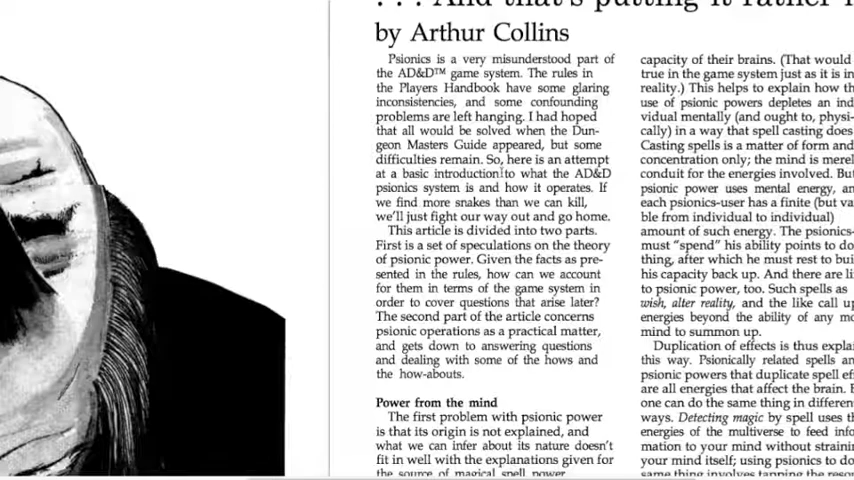 . . . And that's putting it rather
by Arthur Collins
Psionics is a very misunderstood part of
the AD&D™ game system. The rules in
the Players Handbook have some glaring
inconsistencies, and some confounding
problems are left hanging. I had hoped
that all would be solved when the Dun-
geon Masters Guide appeared, but some
difficulties remain. So, here is an attempt
at a basic introduction to what the AD&D
psionics system is and how it operates. If
we find more snakes than we can kill,
we'll just fight our way out and go home.
This article is divided into two parts.
First is a set of speculations on the theory
of psionic power. Given the facts as pre-
sented in the rules, how can we account
for them in terms of the game system in
order to cover questions that arise later?
The second part of the article concerns
psionic operations as a practical matter,
and gets down to answering questions
and dealing with some of the hows and
the how-abouts.
Power from the mind
The first problem with psionic power
is that its origin is not explained, and
what we can infer about its nature doesn't
fit in well with the explanations given for
the source of magical spell power
capacity of their brains. (That would
true in the game system just as it is in
reality.) This helps to explain how th
use of psionic powers depletes an ind
vidual mentally (and ought to, physi-
cally) in a way that spell casting does
Casting spells is a matter of form and
concentration only; the mind is merel
conduit for the energies involved. But
psionic power uses mental energy, an
each psionics-user has a finite (but va
ble from individual to individual)
amount of such energy. The psionics-
must "spend" his ability points to do
thing, after which he must rest to bui
his capacity back up. And there are li
to psionic power, too. Such spells as
wish, alter reality, and the like call up
energies beyond the ability of any mo
mind to summon up.
Duplication of effects is thus explai
this way. Psionically related spells an
psionic powers that duplicate spell ef
are all energies that affect the brain.
one can do the same thing in differen
ways. Detecting magic by spell uses t
energies of the multiverse to feed info
mation to your mind without straini
your mind itself; using psionics to do
same thing involves tapping the reso